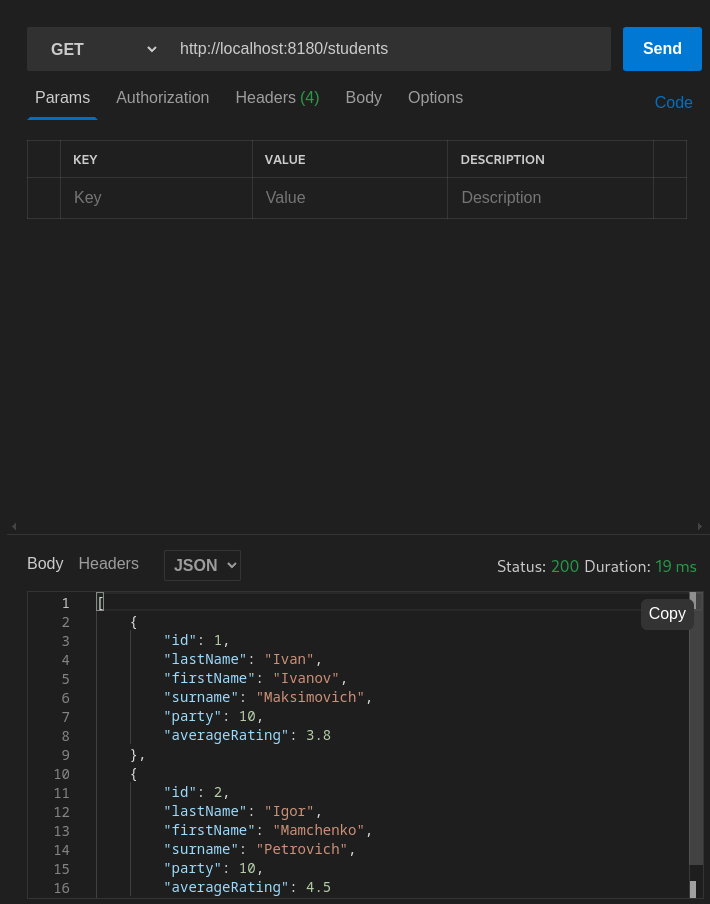 GET http://localhost:8180/students Send
Params Authorization Headers (4) Body Options Code
KEY VALUE DESCRIPTION
Key Value Description
Body Headers JSON Status: 200 Duration: 19 ms
Copy
1 [
2 {
3 "id": 1,
4 "lastName": "Ivan",
5 "firstName": "Ivanov",
6 "surname": "Maksimovich",
7 "party": 10,
8 "averageRating": 3.8
9 },
10 {
11 "id": 2,
12 "lastName": "Igor",
13 "firstName": "Mamchenko",
14 "surname": "Petrovich",
15 "party": 10,
16 "averageRating": 4.5